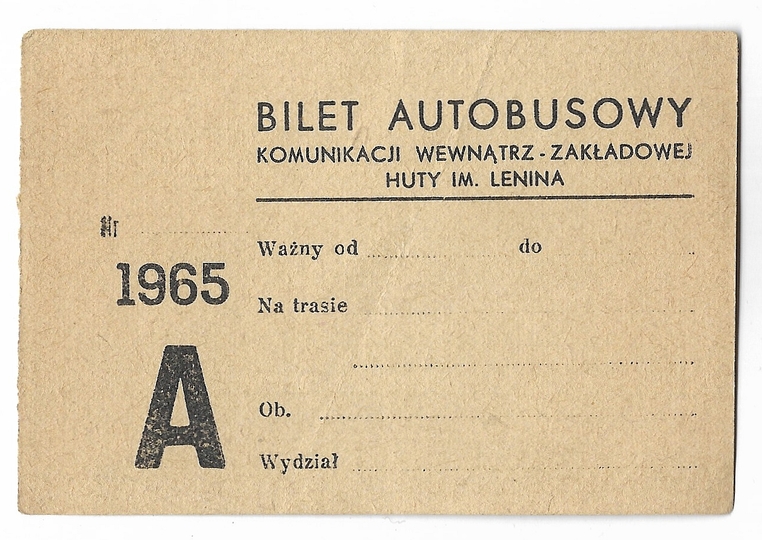 BILET AUTOBUSOWY
KOMUNIKACJI WEWNĄTRZ-ZAKŁADOWEJ
HUTY IM. LENINA
Nr
1965
A
Ważny od do
Na trasie
Ob.
Wydział